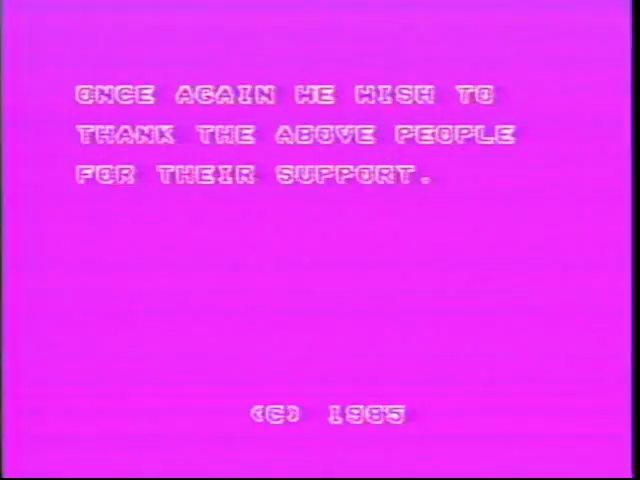 ONCE AGAIN WE WISH TO
THANK THE ABOVE PEOPLE
FOR THEIR SUPPORT.
(C) 1985